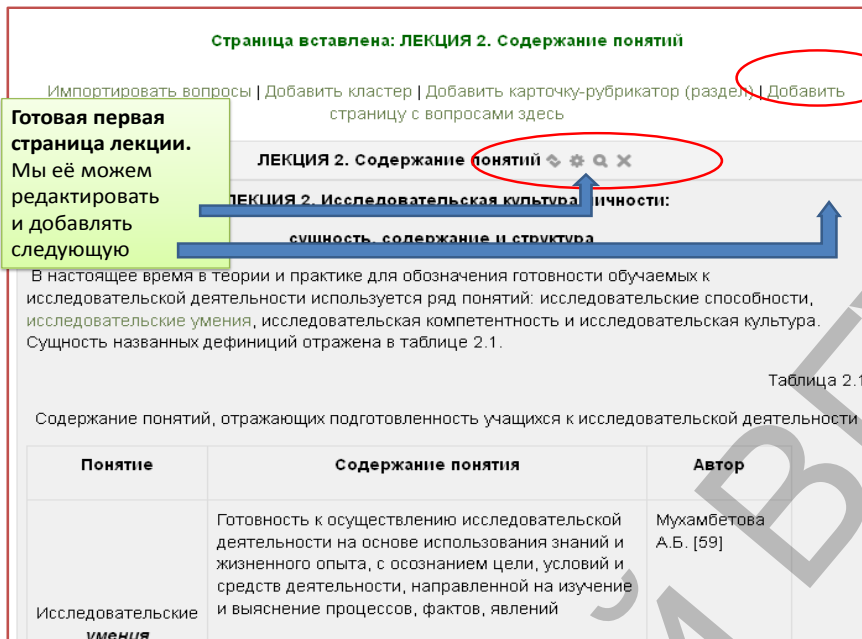 Страница вставлена: ЛЕКЦИЯ 2. Содержание понятий
Импортировать вопросы | Добавить кластер | Добавить карточку-рубрикатор (раздел) | Добавить
страницу с вопросами здесь
Готовая первая
страница лекции.
Мы её можем
редактировать
и добавлять
следующую
ЛЕКЦИЯ 2. Содержание понятий
ЛЕКЦИЯ 2. Исследовательская культура личности:
сущность, содержание и структура
В настоящее время в теории и практике для обозначения готовности обучаемых к
исследовательской деятельности используется ряд понятий: исследовательские способности,
исследовательские умения, исследовательская компетентность и исследовательская культура.
Сущность названных дефиниций отражена в таблице 2.1.
Таблица 2.1
Содержание понятий, отражающих подготовленность учащихся к исследовательской деятельности
Понятие Содержание понятия Автор
Готовность к осуществлению исследовательской Мухамбетова
деятельности на основе использования знаний и А.Б. [59]
жизненного опыта, с осознанием цели, условий и
средств деятельности, направленной на изучение
и выяснение процессов, фактов, явлений
Исследовательские
умения